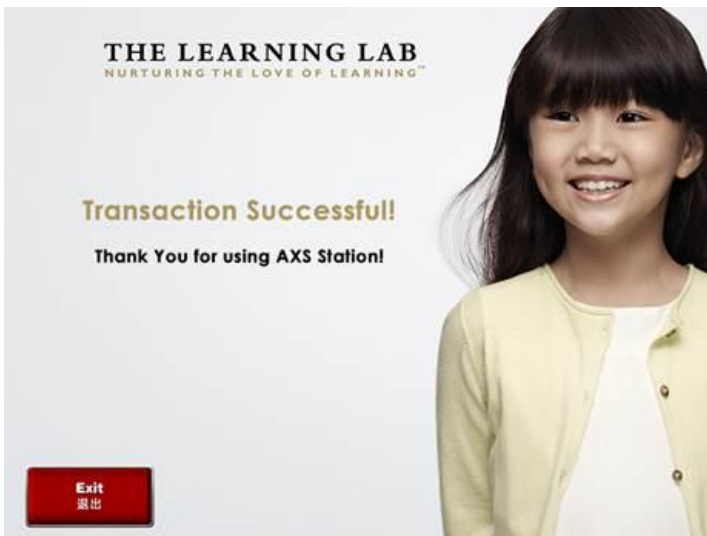 THE LEARNING LAB
NURTURING THE LOVE OF LEARNING™
Transaction Successful!
Thank You for using AXS Station!
Exit
退出